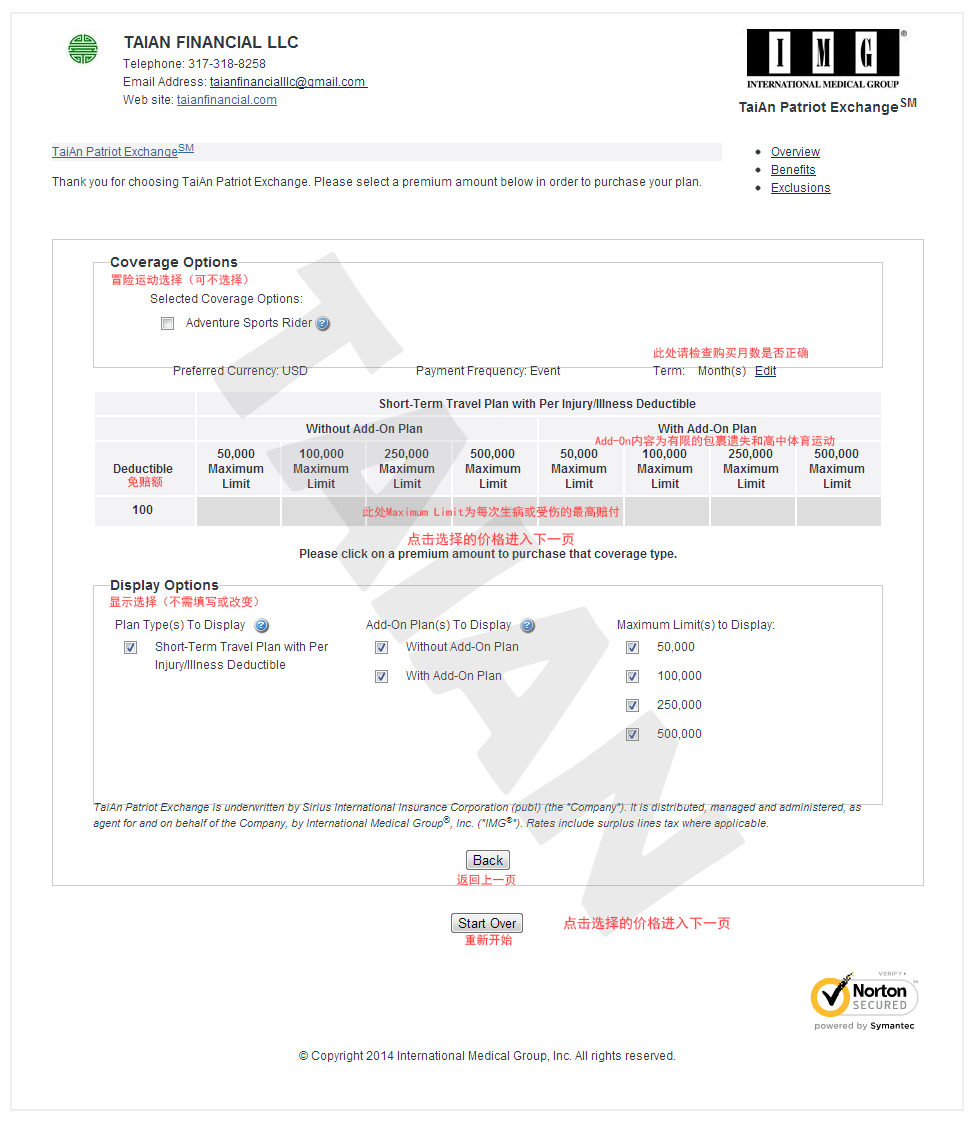 TAIAN FINANCIAL LLC
Telephone: 317-318-8258
Email Address: taianfinancialllc@gmail.com
Web site: taianfinancial.com
I M G ®
INTERNATIONAL MEDICAL GROUP
TaiAn Patriot Exchange SM
TaiAn Patriot Exchange SM
Thank you for choosing TaiAn Patriot Exchange. Please select a premium amount below in order to purchase your plan.
Overview
Benefits
Exclusions
Coverage Options
冒险运动选择（可不选择）
Selected Coverage Options:
Adventure Sports Rider ?
此处请检查购买月数是否正确
Preferred Currency: USD Payment Frequency: Event Term: Month(s) Edit
Short-Term Travel Plan with Per Injury/Illness Deductible
Without Add-On Plan With Add-On Plan
Add-On内容为有限的包裹遗失和高中体育运动
50,000 100,000 250,000 500,000 50,000 100,000 250,000 500,000
Deductible Maximum Maximum Maximum Maximum Maximum Maximum Maximum Maximum
免赔额 Limit Limit Limit Limit Limit Limit Limit Limit
100
此处Maximum Limit为每次生病或受伤的最高赔付
点击选择的价格进入下一页
Please click on a premium amount to purchase that coverage type.
Display Options
显示选择（不需填写或改变）
Plan Type(s) To Display ? Add-On Plan(s) To Display ? Maximum Limit(s) to Display:
Short-Term Travel Plan with Per Without Add-On Plan 50,000
Injury/Illness Deductible
With Add-On Plan 100,000
250,000
500,000
TAIAN
TaiAn Patriot Exchange is underwritten by Sirius International Insurance Corporation (publ) (the "Company"). It is distributed, managed and administered, as
agent for and on behalf of the Company, by International Medical Group®, Inc. ("IMG®"). Rates include surplus lines tax where applicable.
Back
返回上一页
Start Over 点击选择的价格进入下一页
重新开始
VERIFY
Norton
SECURED
powered by Symantec
© Copyright 2014 International Medical Group, Inc. All rights reserved.